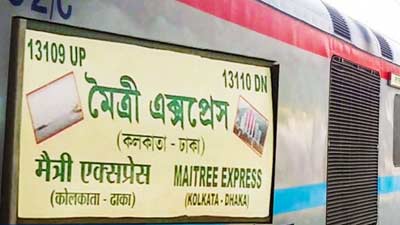 13109 UP
13110 DN
মৈত্রী এক্সপ্রেস
(কলকাতা - ঢাকা)
मैत्री एक्सप्रेस MAITREE EXPRESS
(कोलकाता - ढाका) (KOLKATA - DHAKA)